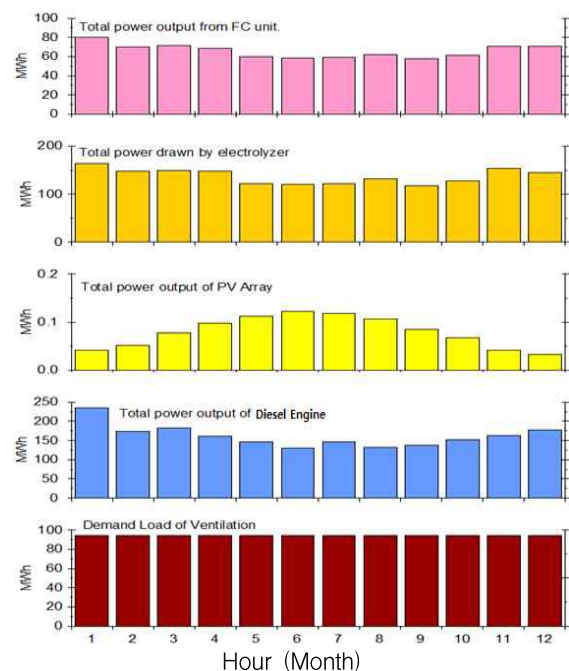 Total power output from FC unit.
100
80
60
40
20
0
MWh
Total power drawn by electrolyzer
200
100
0
MWh
Total power output of PV Array
0.2
0.1
0.0
MWh
Total power output of Diesel Engine
250
200
150
100
50
0
MWh
Demand Load of Ventilation
100
80
60
40
20
0
MWh
1 2 3 4 5 6 7 8 9 10 11 12
Hour (Month)